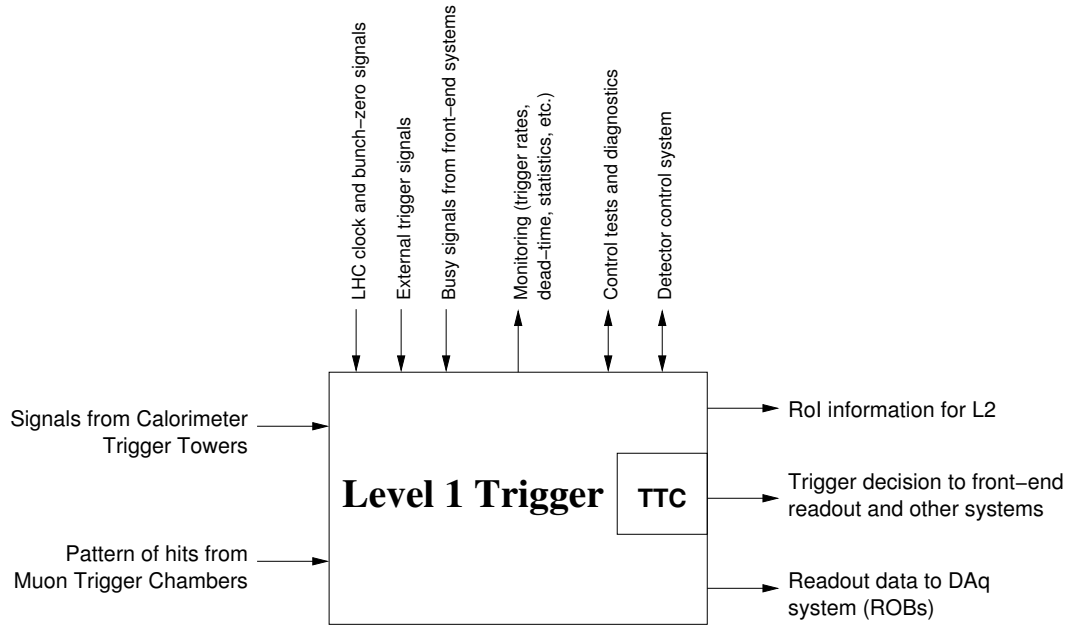 LHC clock and bunch−zero signals
External trigger signals
Busy signals from front−end systems
Monitoring (trigger rates,
dead−time, statistics, etc.)
Control tests and diagnostics
Detector control system
Signals from Calorimeter
Trigger Towers
Pattern of hits from
Muon Trigger Chambers
Level 1 Trigger
TTC
RoI information for L2
Trigger decision to front−end
readout and other systems
Readout data to DAq
system (ROBs)